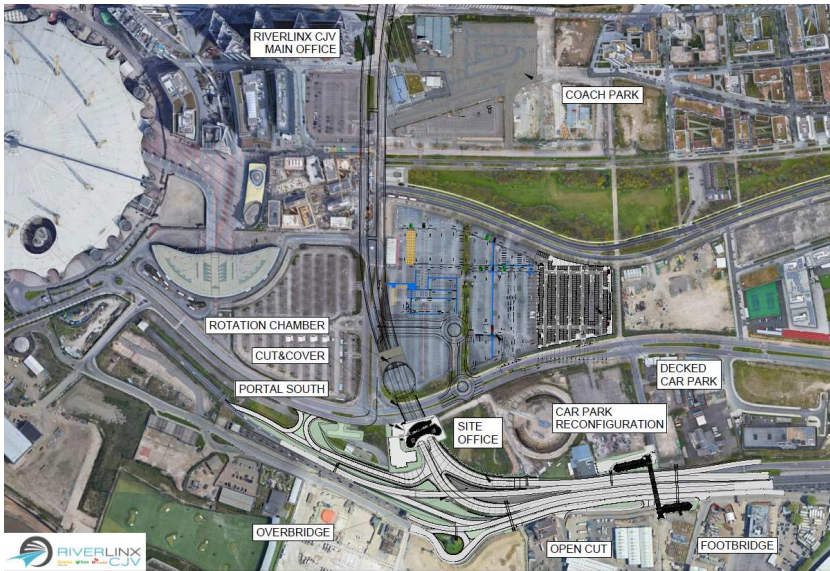 RIVERLINX CJV
MAIN OFFICE
COACH PARK
ROTATION CHAMBER
CUT&COVER
PORTAL SOUTH
DECKED
CAR PARK
CAR PARK
RECONFIGURATION
SITE
OFFICE
OVERBRIDGE
OPEN CUT
FOOTBRIDGE
RIVERLINX
CJV